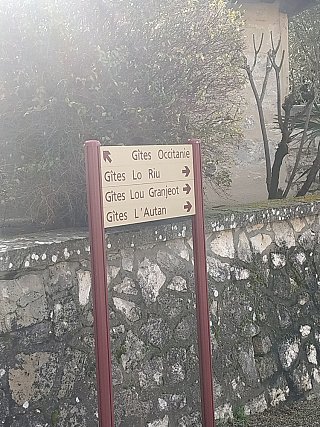 Gîtes Occitanie
Gîtes Lo Riu
Gîtes Lou Granjeot
Gîtes L'Autan